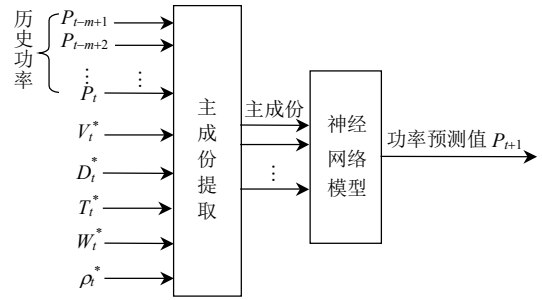 历史功率
P_{t−m+1}
P_{t−m+2}
⋮ ⋮
P_t
V_t^*
D_t^*
T_t^*
W_t^*
ρ_t^*
主成份提取
主成份
⋮
神经
网络
模型
功率预测值 P_{t+1}